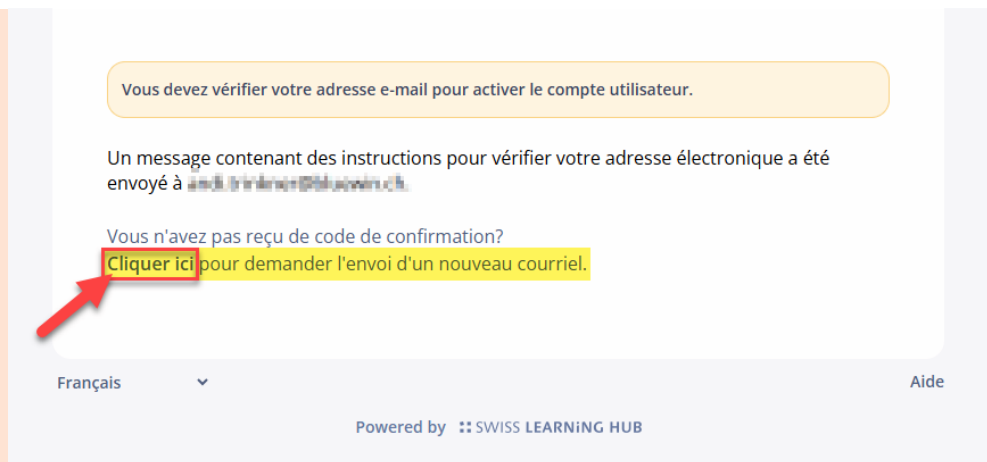 Vous devez vérifier votre adresse e-mail pour activer le compte utilisateur.
Un message contenant des instructions pour vérifier votre adresse électronique a été
envoyé à
Vous n'avez pas reçu de code de confirmation?
Cliquer ici pour demander l'envoi d'un nouveau courriel.
Français
Aide
Powered by SWISS LEARNiNG HUB